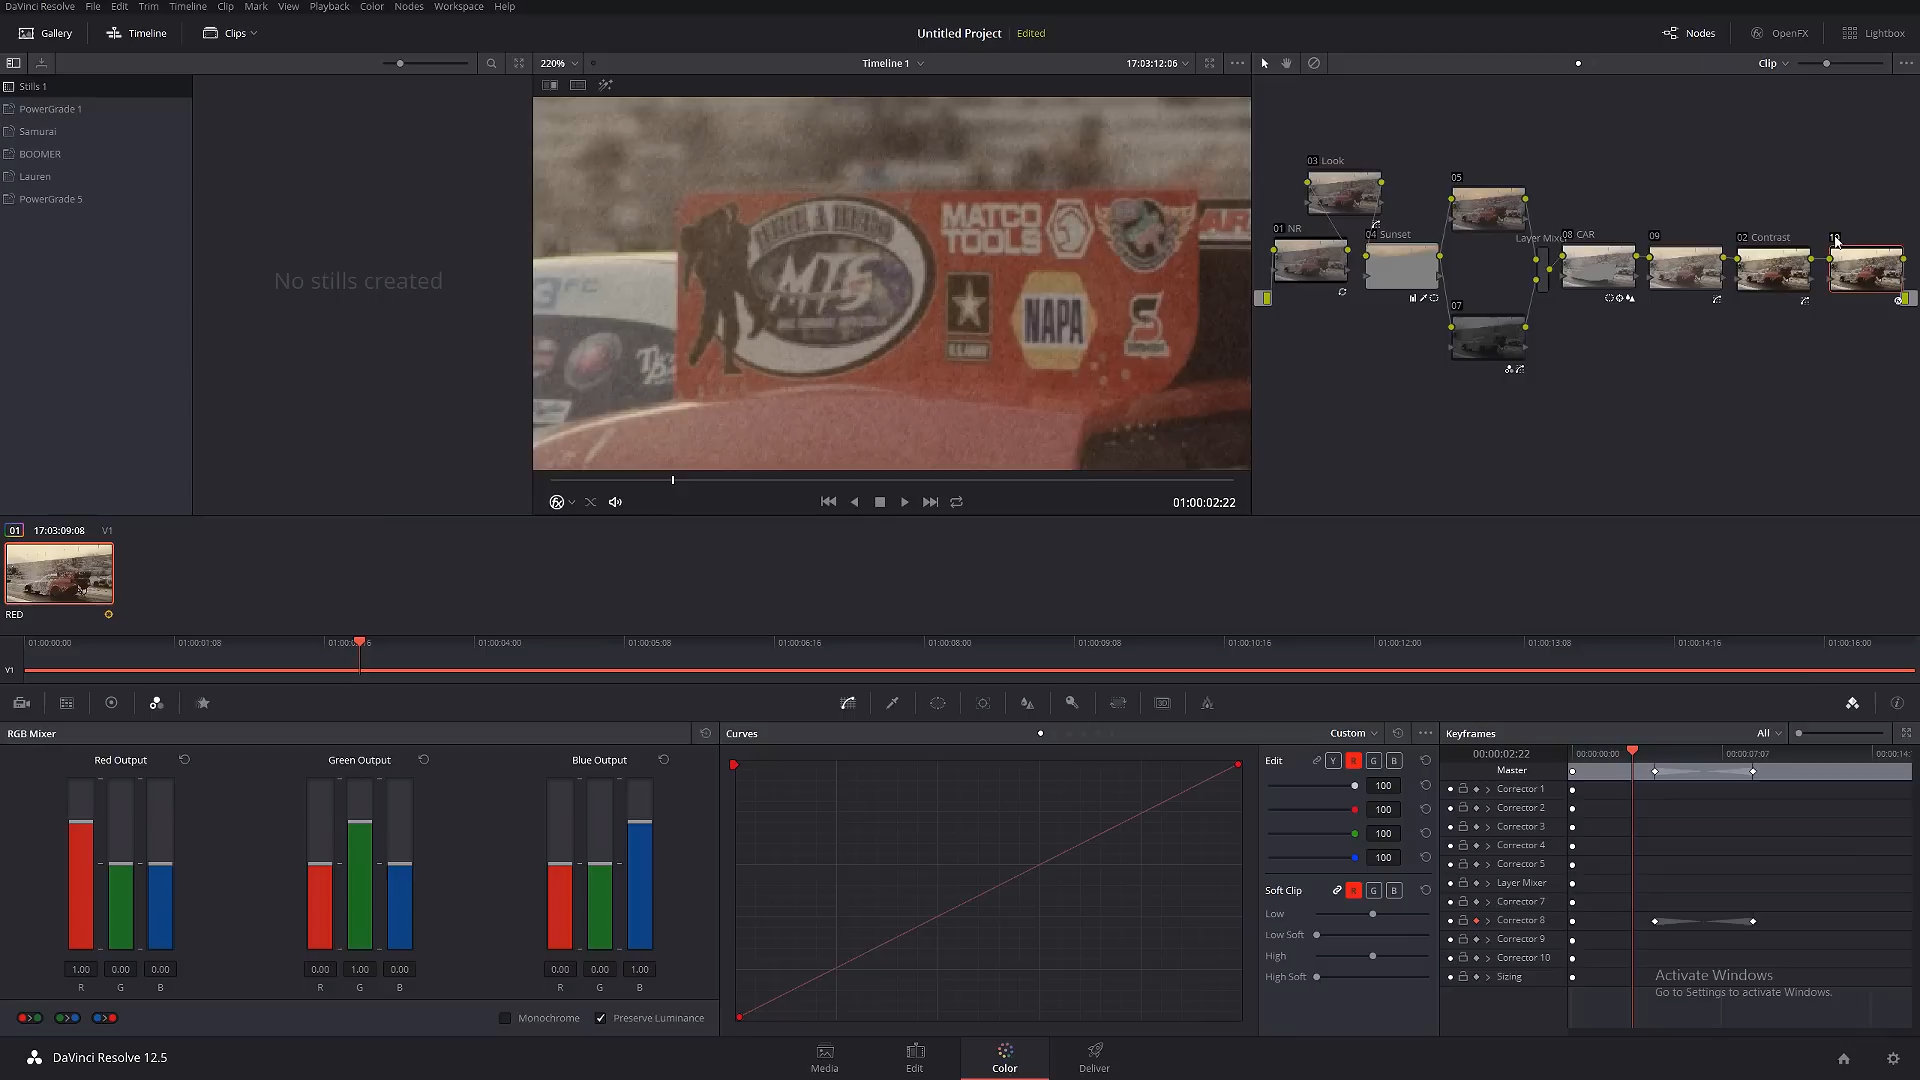 DaVinci Resolve File Edit Trim Timeline Clip Mark View Playback Color Nodes Workspace Help
Gallery Timeline Clips Untitled Project Edited Nodes OpenFX Lightbox
220% Timeline 1 17:03:12:06 Clip
Stills 1
PowerGrade 1
Samurai
BOOMER
Lauren
PowerGrade 5
No stills created
MATCO
TOOLS
MTS
NAPA
U.S. ARMY
03 Look
05
01 NR
04 Sunset
Layer Mixe
08 CAR
09
02 Contrast
10
07
01:00:02:22
01 17:03:09:08 V1
RED
01:00:00:00 01:00:01:08 01:00: 6 01:00:04:00 01:00:05:08 01:00:06:16 01:00:08:00 01:00:09:08 01:00:10:16 01:00:12:00 01:00:13:08 01:00:14:16 01:00:16:00
V1
RGB Mixer
Red Output Green Output Blue Output
1.00 0.00 0.00 0.00 1.00 0.00 0.00 0.00 1.00
R G B R G B R G B
Monochrome Preserve Luminance
Curves Custom
Edit Y R G B
100
100
100
100
Soft Clip R G B
Low
Low Soft
High
High Soft
Keyframes All
00:00:02:22 00:00:00:00 00:00:07:07 00:00:14:
Master
Corrector 1
Corrector 2
Corrector 3
Corrector 4
Corrector 5
Layer Mixer
Corrector 7
Corrector 8
Corrector 9
Corrector 10
Sizing
Activate Windows
Go to Settings to activate Windows.
DaVinci Resolve 12.5
Media Edit Color Deliver